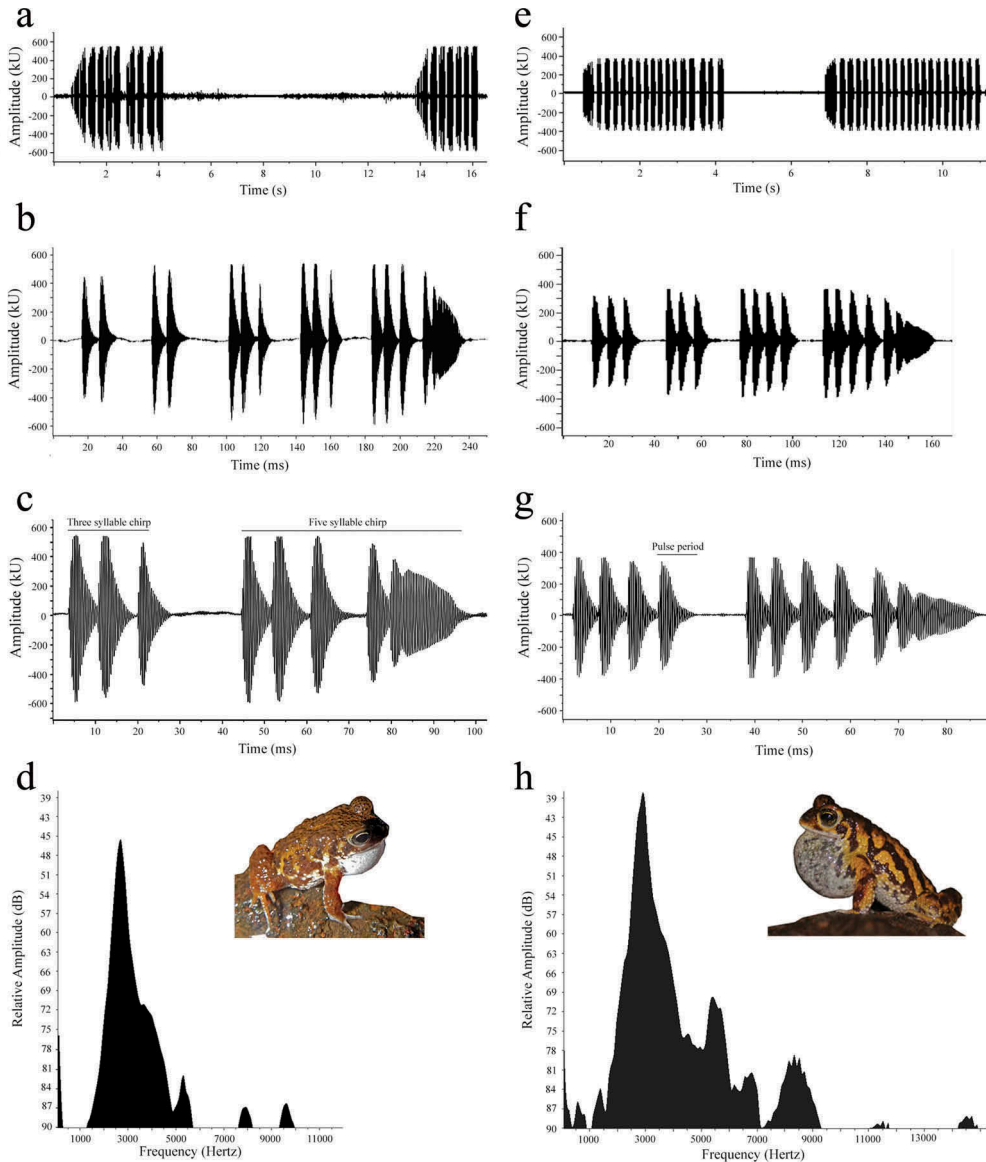 a
Amplitude (kU)
600
400
200
0
-200
-400
-600
2 4 6 8 10 12 14 16
Time (s)
e
Amplitude (kU)
600
400
200
0
-200
-400
-600
2 4 6 8 10
Time (s)
b
Amplitude (kU)
600
400
200
0
-200
-400
-600
20 40 60 80 100 120 140 160 180 200 220 240
Time (ms)
f
Amplitude (kU)
600
400
200
0
-200
-400
-600
20 40 60 80 100 120 140 160
Time (ms)
c
Three syllable chirp Five syllable chirp
Amplitude (kU)
600
400
200
0
-200
-400
-600
10 20 30 40 50 60 70 80 90 100
Time (ms)
g
Pulse period
Amplitude (kU)
600
400
200
0
-200
-400
-600
10 20 30 40 50 60 70 80
Time (ms)
d
Relative Amplitude (dB)
39
45
48
51
54
57
60
63
66
69
72
75
78
81
84
87
90
1000 3000 5000 7000 9000 11000
Frequency (Hertz)
h
Relative Amplitude (dB)
39
45
48
51
54
57
60
63
66
69
72
75
78
81
84
87
90
1000 3000 5000 7000 9000 11000 13000
Frequency (Hertz)